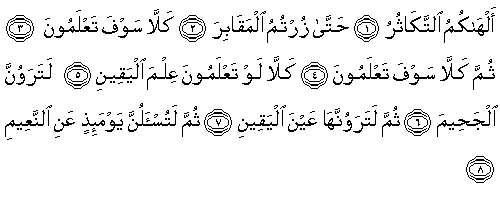 أَلْهَىٰكُمُ ٱلتَّكَاثُرُ ﴿١﴾ حَتَّىٰ زُرْتُمُ ٱلْمَقَابِرَ ﴿٢﴾ كَلَّا سَوْفَ تَعْلَمُونَ ﴿٣﴾
ثُمَّ كَلَّا سَوْفَ تَعْلَمُونَ ﴿٤﴾ كَلَّا لَوْ تَعْلَمُونَ عِلْمَ ٱلْيَقِينِ ﴿٥﴾ لَتَرَوُنَّ
ٱلْجَحِيمَ ﴿٦﴾ ثُمَّ لَتَرَوُنَّهَا عَيْنَ ٱلْيَقِينِ ﴿٧﴾ ثُمَّ لَتُسْـَٔلُنَّ يَوْمَئِذٍ عَنِ ٱلنَّعِيمِ
﴿٨﴾